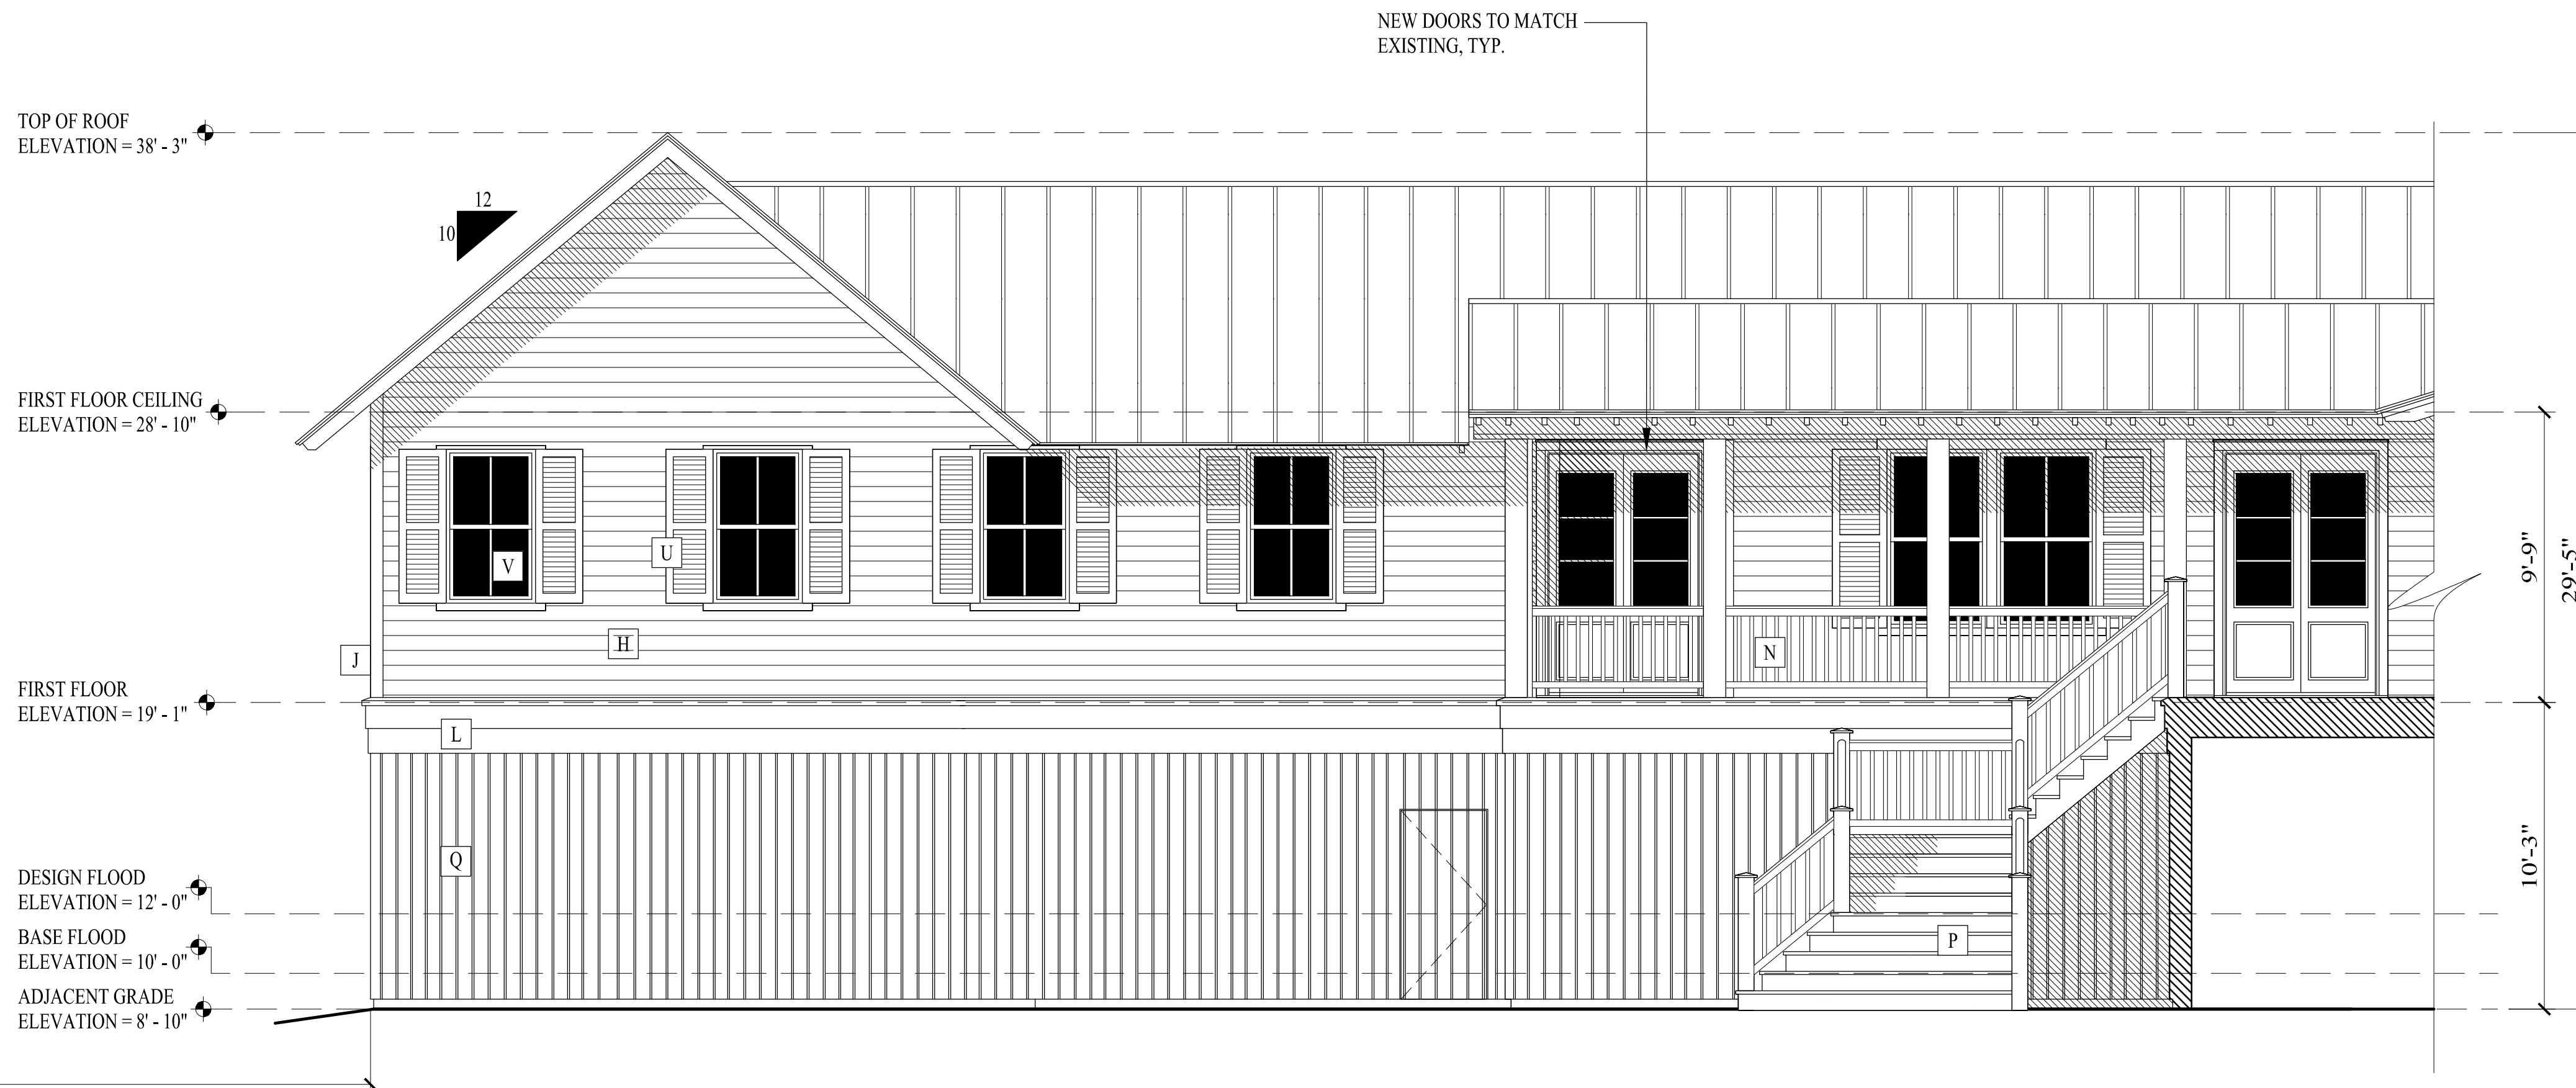 NEW DOORS TO MATCH
EXISTING, TYP.
TOP OF ROOF
ELEVATION = 38' - 3"
12
10
FIRST FLOOR CEILING
ELEVATION = 28' - 10"
V
U
H
J
N
FIRST FLOOR
ELEVATION = 19' - 1"
L
Q
P
DESIGN FLOOD
ELEVATION = 12' - 0"
BASE FLOOD
ELEVATION = 10' - 0"
ADJACENT GRADE
ELEVATION = 8' - 10"
9'-9"
29'-5"
10'-3"